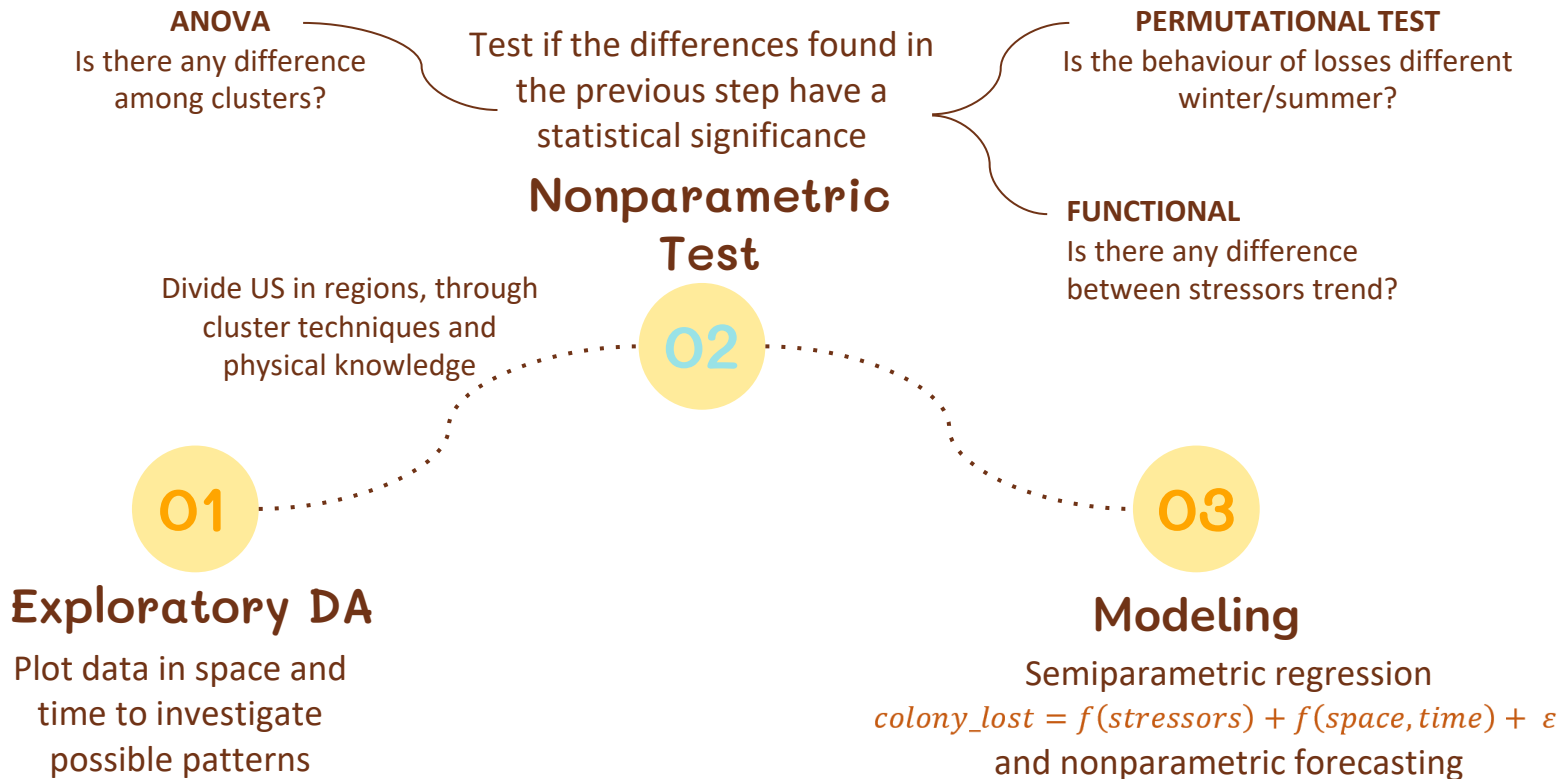 ANOVA
Is there any difference
among clusters?
Test if the differences found in
the previous step have a
statistical significance
PERMUTATIONAL TEST
Is the behaviour of losses different
winter/summer?
FUNCTIONAL
Is there any difference
between stressors trend?
Nonparametric
Test
Divide US in regions, through
cluster techniques and
physical knowledge
02
01
Exploratory DA
Plot data in space and
time to investigate
possible patterns
03
Modeling
Semiparametric regression
colony_lost = f(stressors) + f(space, time) + ε
and nonparametric forecasting